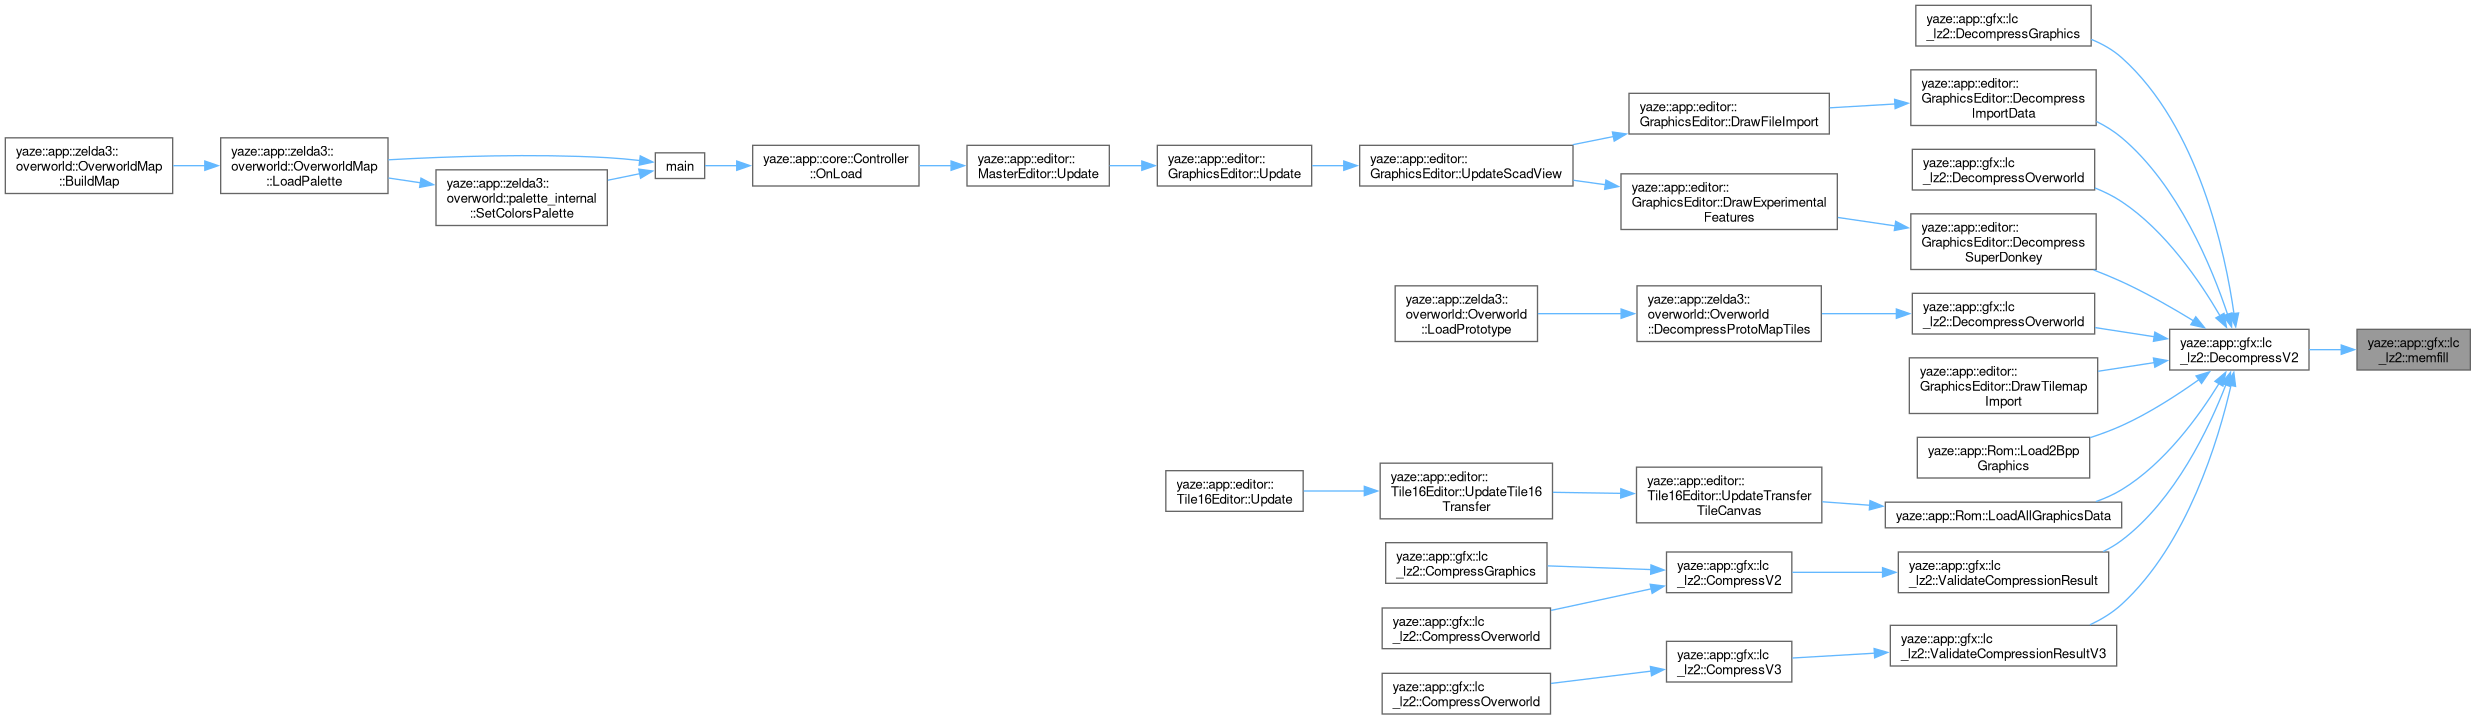 yaze::app::gfx::lc
_lz2::DecompressGraphics
yaze::app::editor::
GraphicsEditor::Decompress
ImportData
yaze::app::editor::
GraphicsEditor::DrawFileImport
yaze::app::zelda3::
overworld::OverworldMap
::BuildMap
yaze::app::zelda3::
overworld::OverworldMap
::LoadPalette
yaze::app::zelda3::
overworld::palette_internal
::SetColorsPalette
main
yaze::app::core::Controller
::OnLoad
yaze::app::editor::
MasterEditor::Update
yaze::app::editor::
GraphicsEditor::Update
yaze::app::editor::
GraphicsEditor::UpdateScadView
yaze::app::gfx::lc
_lz2::DecompressOverworld
yaze::app::editor::
GraphicsEditor::DrawExperimental
Features
yaze::app::editor::
GraphicsEditor::Decompress
SuperDonkey
yaze::app::zelda3::
overworld::Overworld
::LoadPrototype
yaze::app::zelda3::
overworld::Overworld
::DecompressProtoMapTiles
yaze::app::gfx::lc
_lz2::DecompressOverworld
yaze::app::gfx::lc
_lz2::DecompressV2
yaze::app::gfx::lc
_lz2::memfill
yaze::app::editor::
GraphicsEditor::DrawTilemap
Import
yaze::app::Rom::Load2Bpp
Graphics
yaze::app::editor::
Tile16Editor::Update
yaze::app::editor::
Tile16Editor::UpdateTile16
Transfer
yaze::app::editor::
Tile16Editor::UpdateTransfer
TileCanvas
yaze::app::Rom::LoadAllGraphicsData
yaze::app::gfx::lc
_lz2::CompressGraphics
yaze::app::gfx::lc
_lz2::CompressV2
yaze::app::gfx::lc
_lz2::ValidateCompressionResult
yaze::app::gfx::lc
_lz2::CompressOverworld
yaze::app::gfx::lc
_lz2::CompressV3
yaze::app::gfx::lc
_lz2::ValidateCompressionResultV3
yaze::app::gfx::lc
_lz2::CompressOverworld